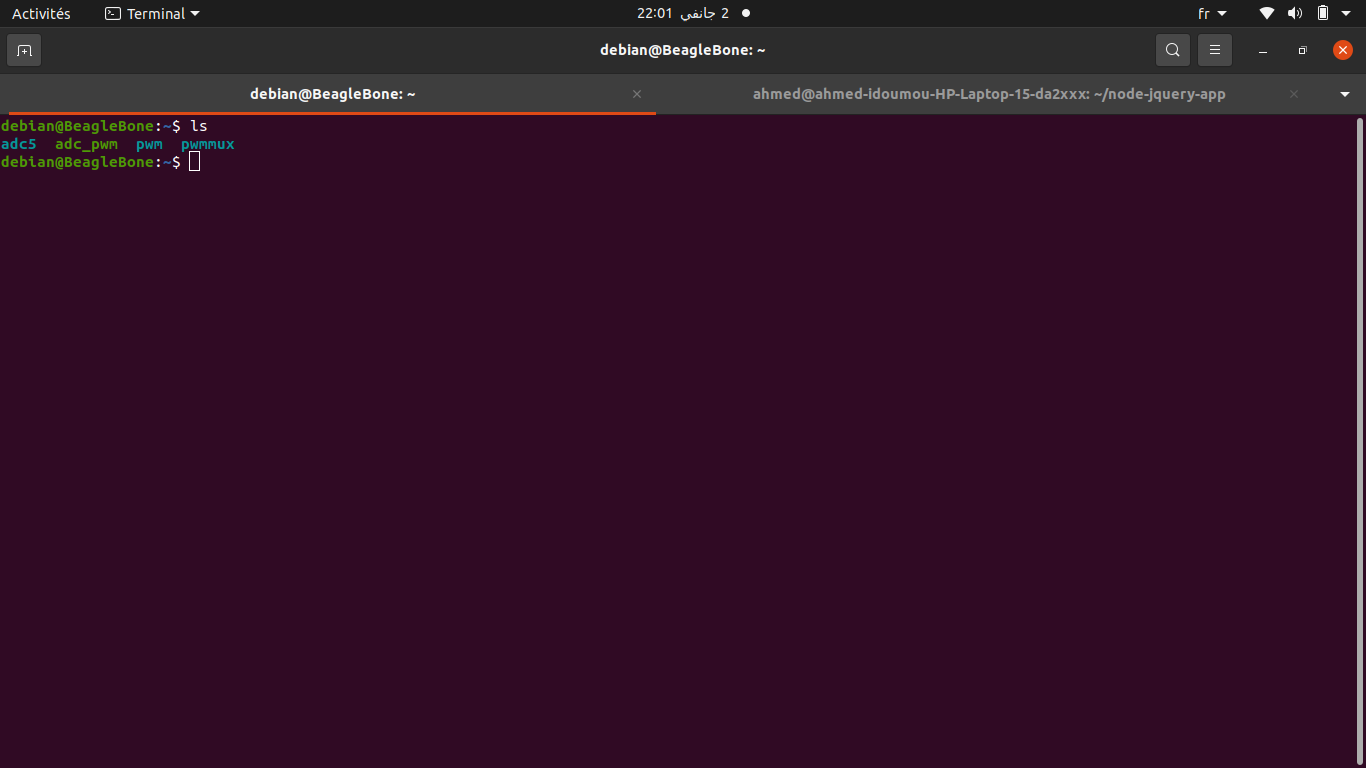 Activités Terminal 22:01 جانفي 2 fr
debian@BeagleBone: ~
debian@BeagleBone: ~ ahmed@ahmed-idoumou-HP-Laptop-15-da2xxx: ~/node-jquery-app
debian@BeagleBone:~$ ls
adc5 adc_pwm pwm pwmmux
debian@BeagleBone:~$